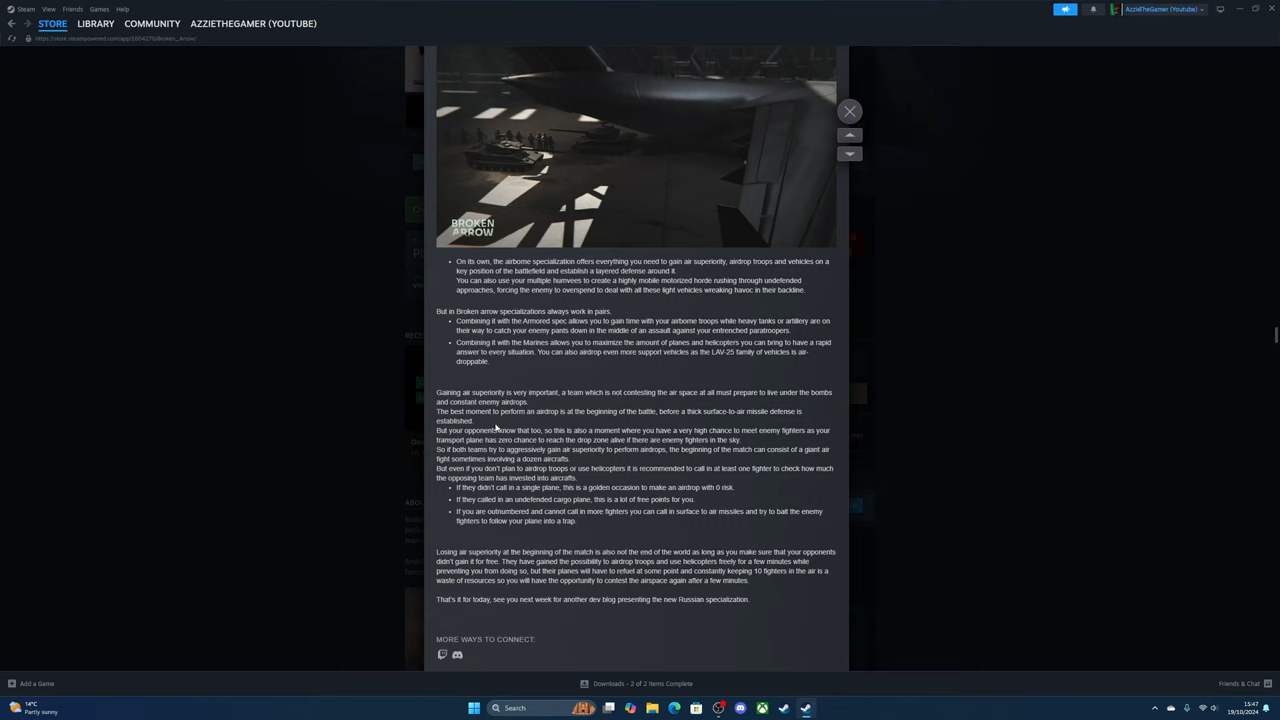 Steam View Friends Games Help
AzzieTheGamer (Youtube)
STORE LIBRARY COMMUNITY AZZIETHEGAMER (YOUTUBE)
https://store.steampowered.com/app/1604270/Broken_Arrow/
BROKEN
ARROW
• On its own, the airborne specialization offers everything you need to gain air superiority, airdrop troops and vehicles on a
key position of the battlefield and establish a layered defense around it.
You can also use your multiple humvees to create a highly mobile motorized horde rushing through undefended
approaches, forcing the enemy to overspend to deal with all these light vehicles wreaking havoc in their backline.
But in Broken arrow specializations always work in pairs.
• Combining it with the Armored spec allows you to gain time with your airborne troops while heavy tanks or artillery are on
their way to catch your enemy pants down in the middle of an assault against your entrenched paratroopers.
• Combining it with the Marines allows you to maximize the amount of planes and helicopters you can bring to have a rapid
answer to every situation. You can also airdrop even more support vehicles as the LAV-25 family of vehicles is air-
droppable.
Gaining air superiority is very important, a team which is not contesting the air space at all must prepare to live under the bombs
and constant enemy airdrops.
The best moment to perform an airdrop is at the beginning of the battle, before a thick surface-to-air missile defense is
established.
But your opponents know that too, so this is also a moment where you have a very high chance to meet enemy fighters as your
transport plane has zero chance to reach the drop zone alive if there are enemy fighters in the sky.
So if both teams try to aggressively gain air superiority to perform airdrops, the beginning of the match can consist of a giant air
fight sometimes involving a dozen aircrafts.
But even if you don't plan to airdrop troops or use helicopters it is recommended to call in at least one fighter to check how much
the opposing team has invested into aircrafts.
• If they didn't call in a single plane, this is a golden occasion to make an airdrop with 0 risk.
• If they called in an undefended cargo plane, this is a lot of free points for you.
• If you are outnumbered and cannot call in more fighters you can call in surface to air missiles and try to bait the enemy
fighters to follow your plane into a trap.
Losing air superiority at the beginning of the match is also not the end of the world as long as you make sure that your opponents
didn't gain it for free. They have gained the possibility to airdrop troops and use helicopters freely for a few minutes while
preventing you from doing so, but their planes will have to refuel at some point and constantly keeping 10 fighters in the air is a
waste of resources so you will have the opportunity to contest the airspace again after a few minutes.
That's it for today, see you next week for another dev blog presenting the new Russian specialization.
MORE WAYS TO CONNECT:
Add a Game
Downloads – 2 of 2 Items Complete
Friends & Chat
14°C
Partly sunny
Search
15:47
19/10/2024